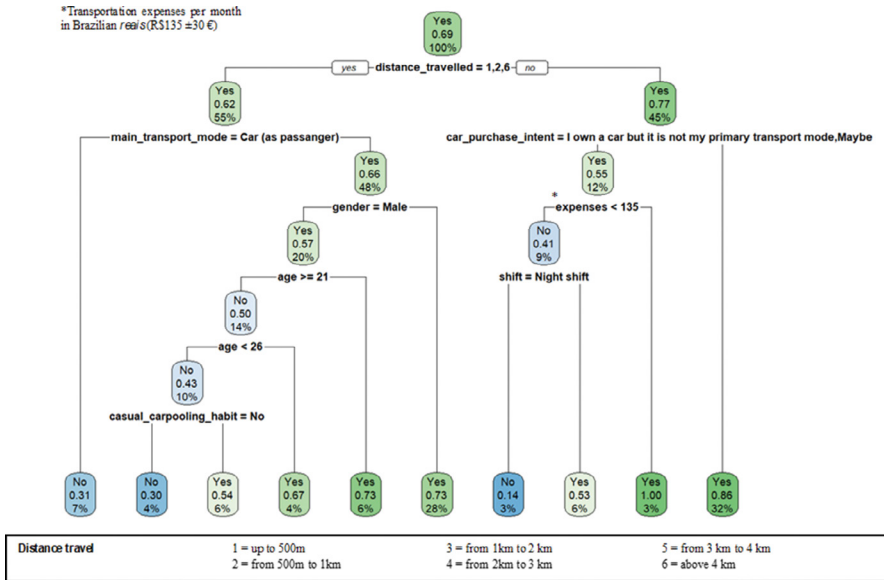 *Transportation expenses per month
in Brazilian reais (R$135 ±30 €)
Yes
0.69
100%
yes distance_travelled = 1,2,6 no
Yes
0.62
55%
Yes
0.77
45%
main_transport_mode = Car (as passanger)
car_purchase_intent = I own a car but it is not my primary transport mode,Maybe
Yes
0.66
48%
Yes
0.55
12%
gender = Male
* expenses < 135
Yes
0.57
20%
No
0.41
9%
age >= 21
shift = Night shift
No
0.50
14%
age < 26
No
0.43
10%
casual_carpooling_habit = No
No
0.31
7%
No
0.30
4%
Yes
0.54
6%
Yes
0.67
4%
Yes
0.73
6%
Yes
0.73
28%
No
0.14
3%
Yes
0.53
6%
Yes
1.00
3%
Yes
0.86
32%
Distance travel 1 = up to 500m 3 = from 1km to 2 km 5 = from 3 km to 4 km
2 = from 500m to 1km 4 = from 2km to 3 km 6 = above 4 km